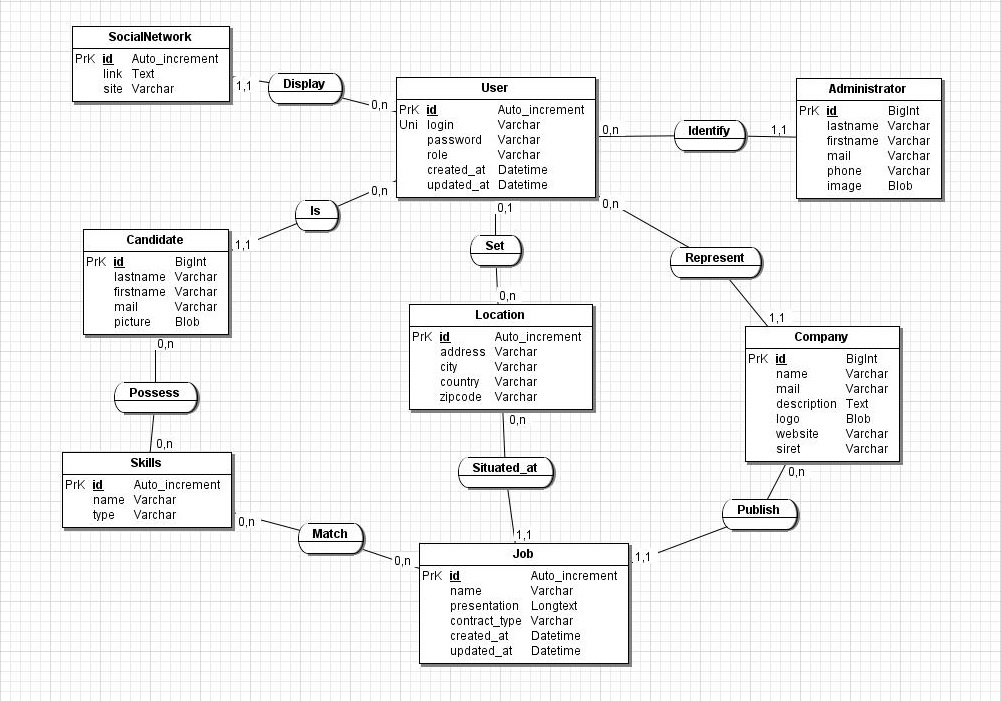 SocialNetwork
PrK id Auto_increment
link Text
site Varchar
1,1
Display
0,n
User
PrK id Auto_increment
Uni login Varchar
password Varchar
role Varchar
created_at Datetime
updated_at Datetime
0,n
Identify
1,1
Administrator
PrK id BigInt
lastname Varchar
firstname Varchar
mail Varchar
phone Varchar
image Blob
0,n
Is
1,1
0,1
Set
0,n
0,n
Represent
1,1
Candidate
PrK id BigInt
lastname Varchar
firstname Varchar
mail Varchar
picture Blob
Location
PrK id Auto_increment
address Varchar
city Varchar
country Varchar
zipcode Varchar
Company
PrK id BigInt
name Varchar
mail Varchar
description Text
logo Blob
website Varchar
siret Varchar
0,n
Possess
0,n
0,n
Situated_at
1,1
0,n
Publish
1,1
Skills
PrK id Auto_increment
name Varchar
type Varchar
0,n
Match
0,n
Job
PrK id Auto_increment
name Varchar
presentation Longtext
contract_type Varchar
created_at Datetime
updated_at Datetime